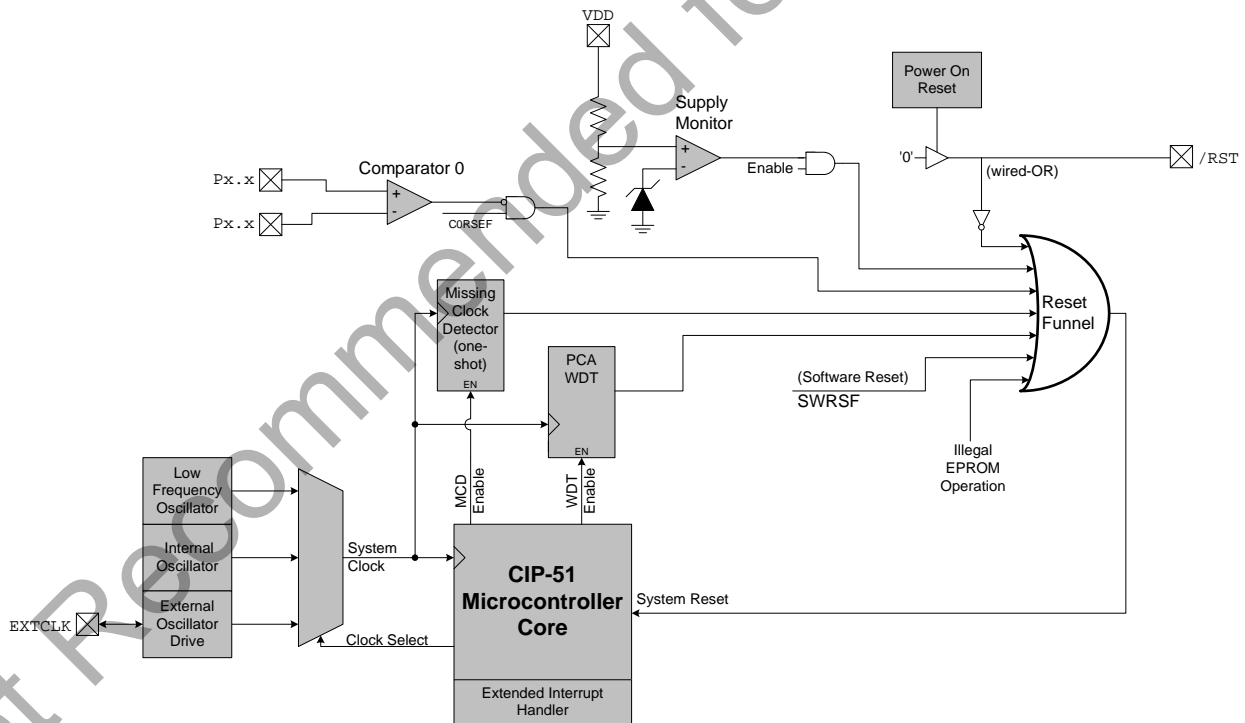 VDD
Power On
Reset
Supply
Monitor
'0'
/RST
(wired-OR)
Enable
Comparator 0
Px.x
Px.x
C0RSEF
Missing
Clock
Detector
(one-
shot)
EN
Reset
Funnel
PCA
WDT
EN
(Software Reset)
SWRSF
Illegal
EPROM
Operation
MCD
Enable
WDT
Enable
Low
Frequency
Oscillator
Internal
Oscillator
External
Oscillator
Drive
EXTCLK
System
Clock
Clock Select
CIP-51
Microcontroller
Core
System Reset
Extended Interrupt
Handler
+
-
+
-
Recommended